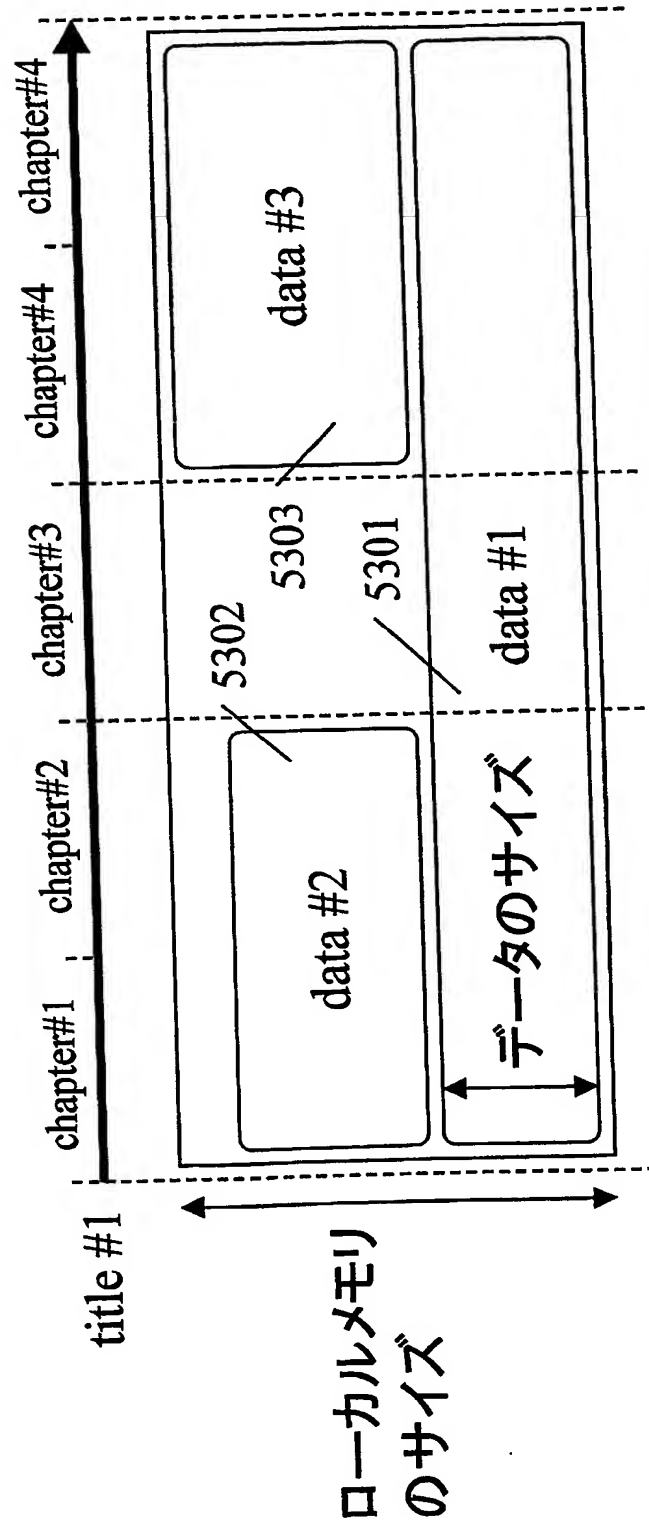 title #1
chapter#1
chapter#2
chapter#3
chapter#4
chapter#4
data #2
5302
5303
data #3
5301
データのサイズ
data #1
ローカルメモリ
のサイズ